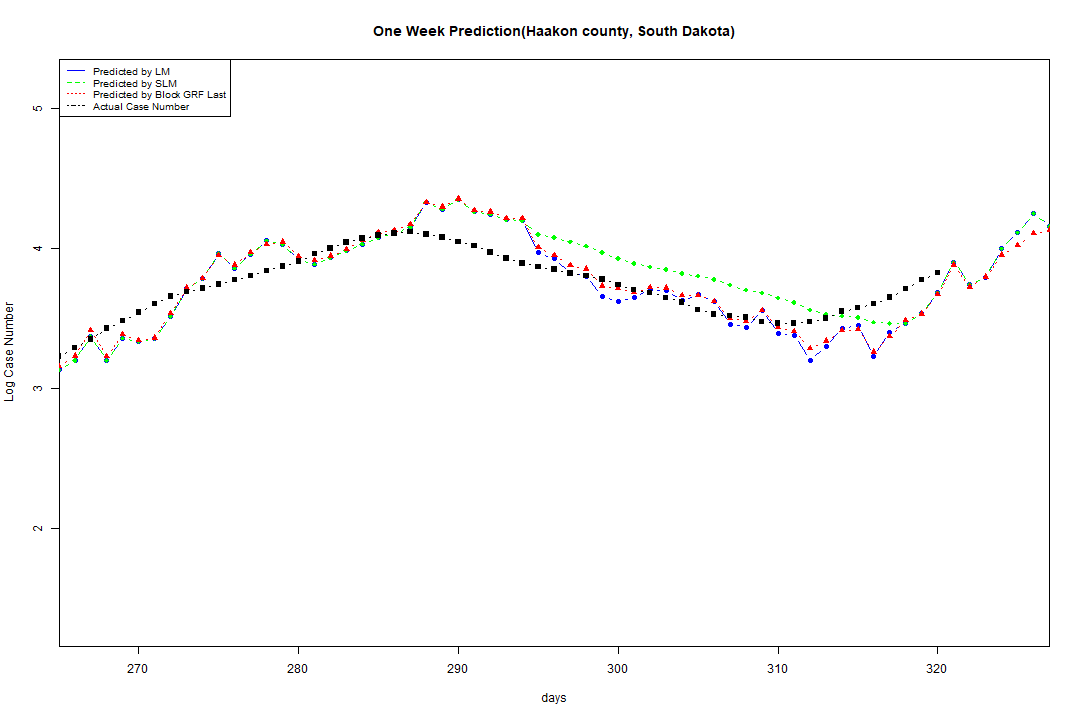 One Week Prediction(Haakon county, South Dakota)
Predicted by LM
Predicted by SLM
Predicted by Block GRF Last
Actual Case Number
5
4
3
2
Log Case Number
270 280 290 300 310 320
days